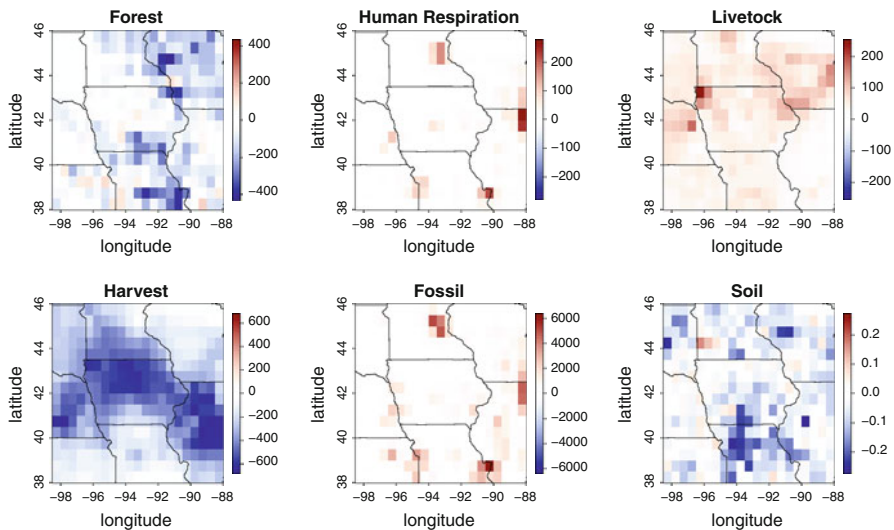 Forest
Human Respiration
Livetock
latitude
46
44
42
40
38
400
200
0
−200
−400
−98 −96 −94 −92 −90 −88
longitude
latitude
46
44
42
40
38
200
100
0
−100
−200
−98 −96 −94 −92 −90 −88
longitude
latitude
46
44
42
40
38
200
100
0
−100
−200
−98 −96 −94 −92 −90 −88
longitude
Harvest
Fossil
Soil
latitude
46
44
42
40
38
600
400
200
0
−200
−400
−600
−98 −96 −94 −92 −90 −88
longitude
latitude
46
44
42
40
38
6000
4000
2000
0
−2000
−4000
−6000
−98 −96 −94 −92 −90 −88
longitude
latitude
46
44
42
40
38
0.2
0.1
0.0
−0.1
−0.2
−98 −96 −94 −92 −90 −88
longitude